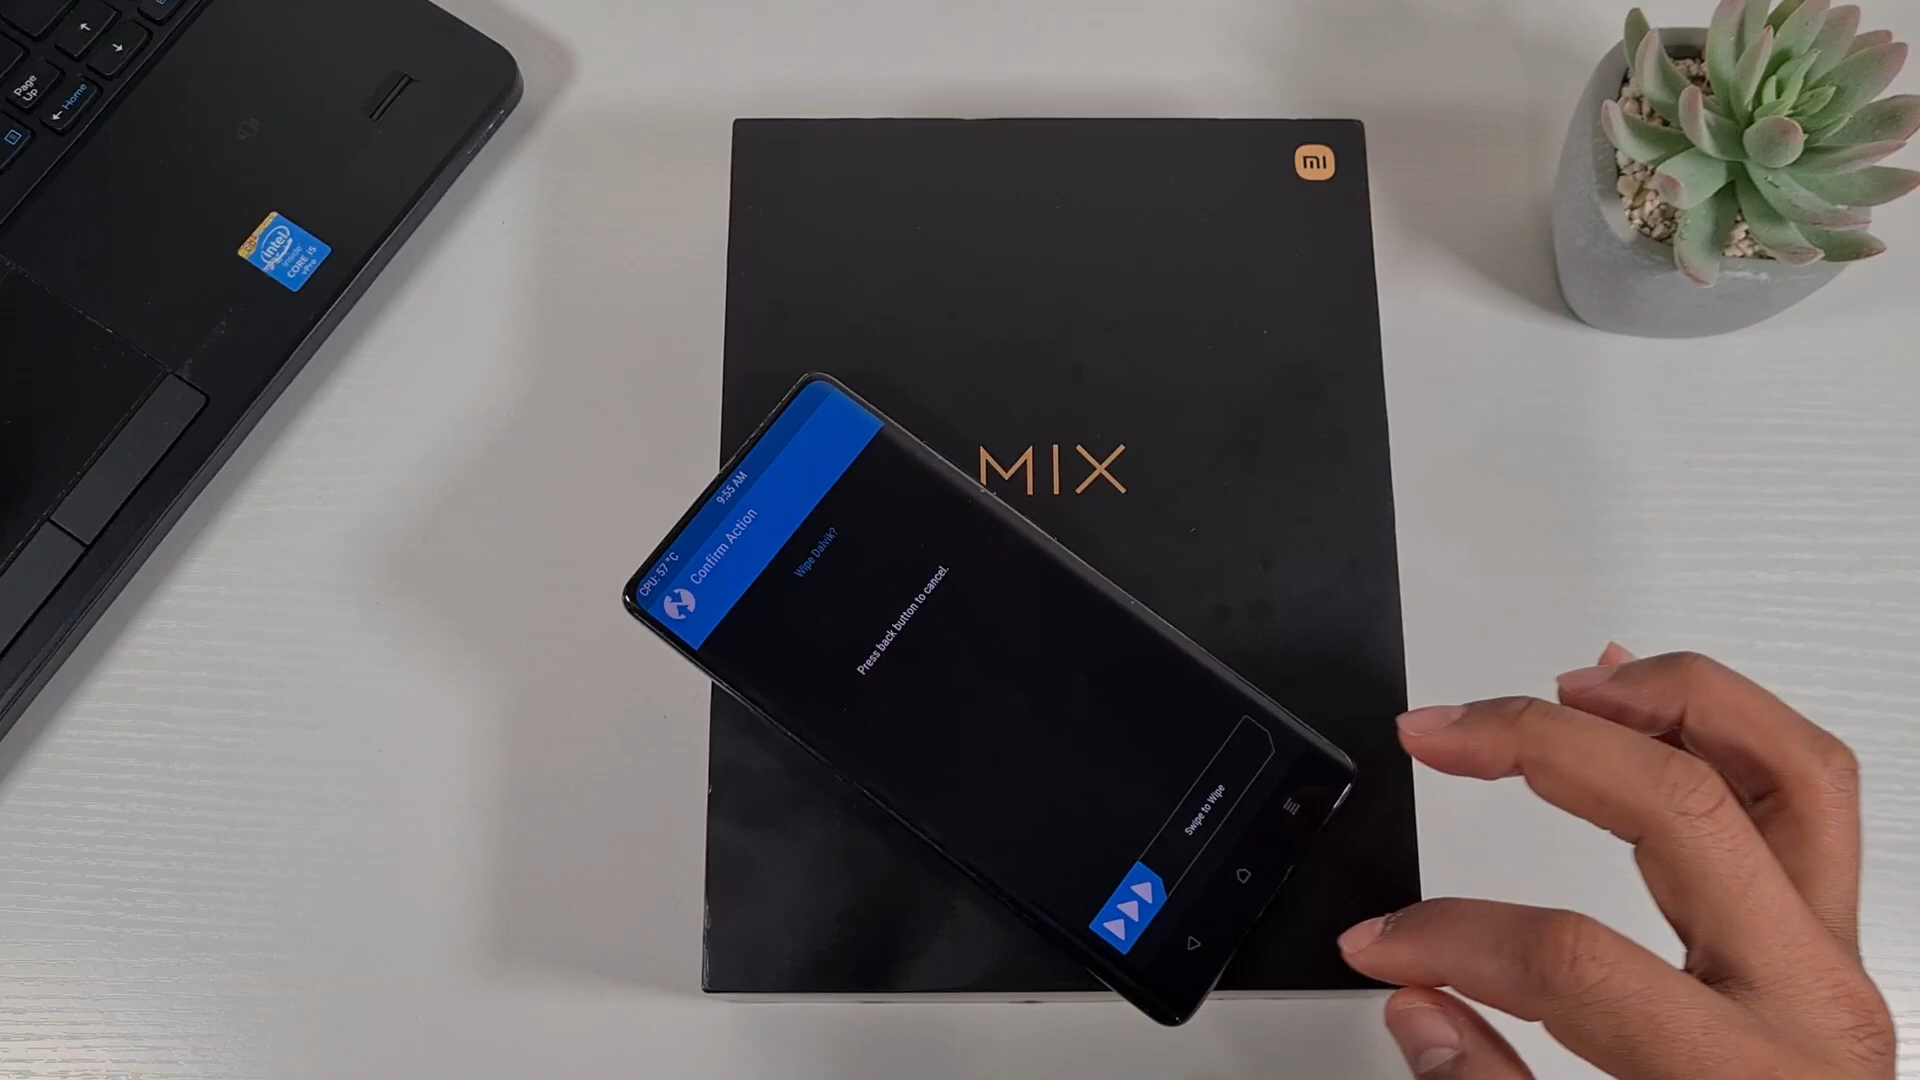 Page
Up
Home
intel
inside
CORE i5
vPro
mi
MIX
9:55 AM
CPU: 57 °C
Confirm Action
Wipe Dalvik?
Press back button to cancel.
Swipe to Wipe